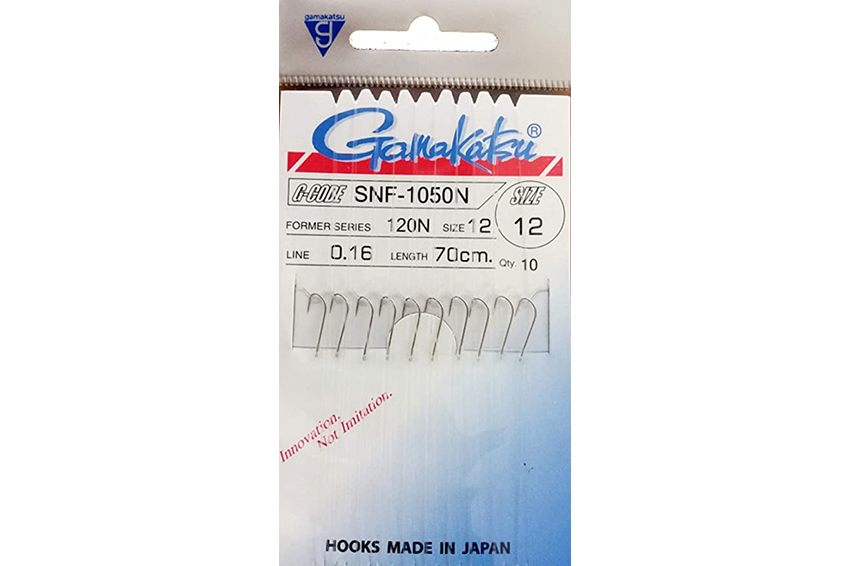 gamakatsu
Gamakatsu®
G-CODE SNF-1050N SIZE
FORMER SERIES 120N SIZE 12 12
LINE 0.16 LENGTH 70cm. Qty. 10
Innovation.
Not Imitation.
HOOKS MADE IN JAPAN